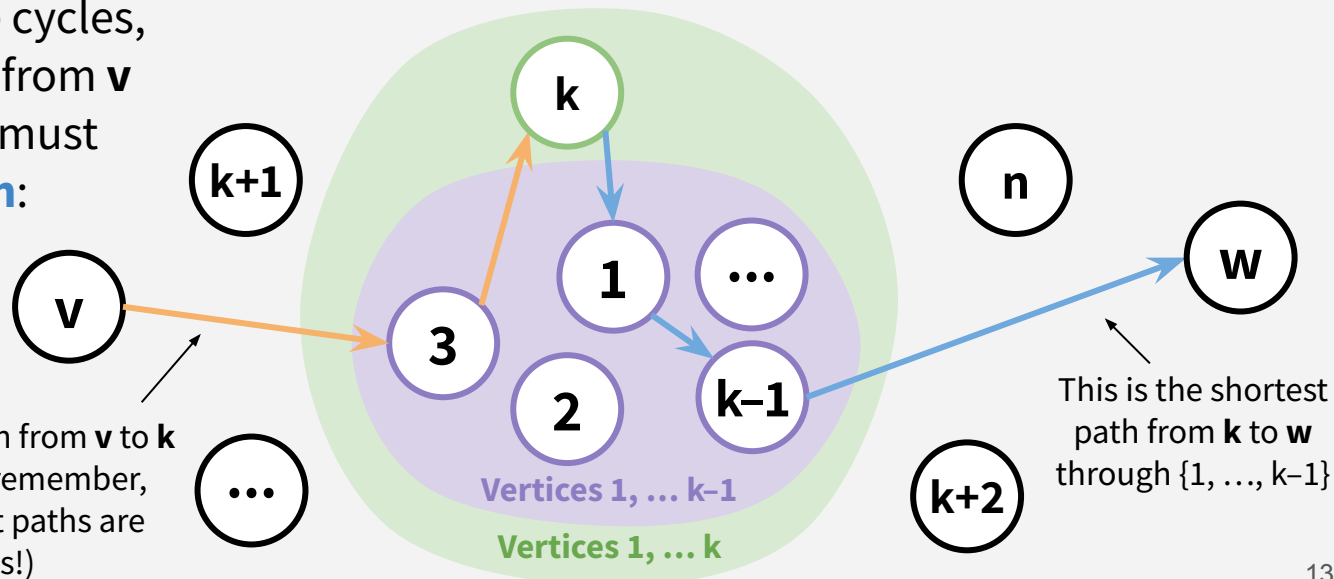 cycles,
from v
must
n:
k
k+1
n
1
...
w
v
3
2
k–1
n from v to k
remember,
t paths are
s!)
...
Vertices 1, ... k–1
Vertices 1, ... k
k+2
This is the shortest
path from k to w
through {1, ..., k–1}
13